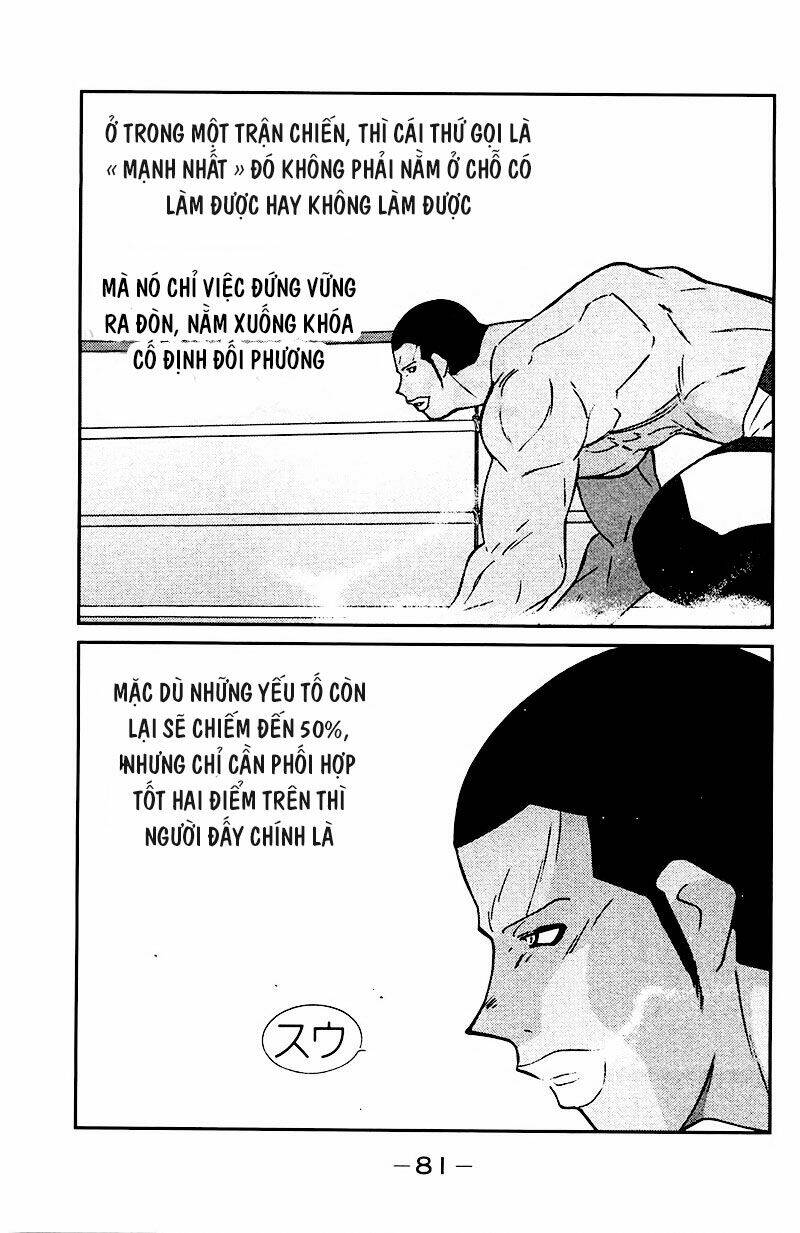 Ở TRONG MỘT TRẬN CHIẾN, THÌ CÁI THỨ GỌI LÀ
« MẠNH NHẤT » ĐÓ KHÔNG PHẢI NẰM Ở CHỖ CÓ
LÀM ĐƯỢC HAY KHÔNG LÀM ĐƯỢC
MÀ NÓ CHỈ VIỆC ĐỨNG VỮNG
RA ĐÒN, NẰM XUỐNG KHÓA
CỐ ĐỊNH ĐỐI PHƯƠNG
MẶC DÙ NHỮNG YẾU TỐ CÒN
LẠI SẼ CHIẾM ĐẾN 50%,
NHƯNG CHỈ CẦN PHỐI HỢP
TỐT HAI ĐIỂM TRÊN THÌ
NGƯỜI ĐẤY CHÍNH LÀ
スウ
－81－